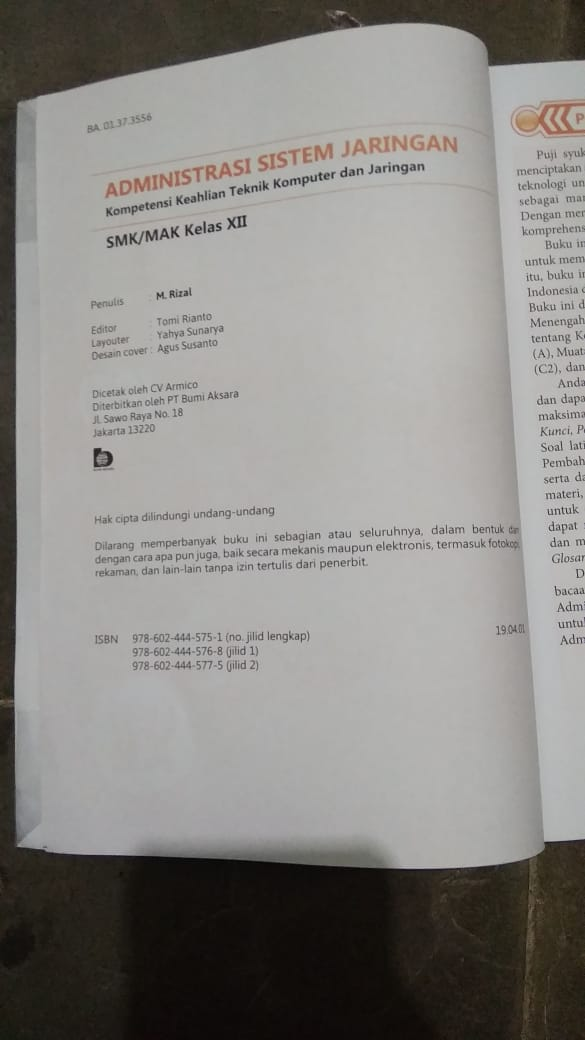 BA. 01.37.3556
ADMINISTRASI SISTEM JARINGAN
Kompetensi Keahlian Teknik Komputer dan Jaringan
SMK/MAK Kelas XII
Penulis : M. Rizal
Editor : Tomi Rianto
Layouter : Yahya Sunarya
Desain cover : Agus Susanto
Dicetak oleh CV Armico
Diterbitkan oleh PT Bumi Aksara
Jl. Sawo Raya No. 18
Jakarta 13220
Hak cipta dilindungi undang-undang
Dilarang memperbanyak buku ini sebagian atau seluruhnya, dalam bentuk dan
dengan cara apa pun juga, baik secara mekanis maupun elektronis, termasuk fotokopi,
rekaman, dan lain-lain tanpa izin tertulis dari penerbit.
ISBN 978-602-444-575-1 (no. jilid lengkap)
978-602-444-576-8 (jilid 1)
978-602-444-577-5 (jilid 2)
19.04.01
P
Puji syuk
menciptakan
teknologi un
sebagai mar
Dengan mer
komprehens
Buku in
untuk mem
itu, buku in
Indonesia
Buku ini d
Menengah
tentang K
(A), Muat
(C2), dan
Anda
dan dapa
maksima
Kunci, P
Soal lati
Pembah
serta da
materi,
untuk
dapat
dan m
Glosar
D
bacaa
Adm
untu
Adm